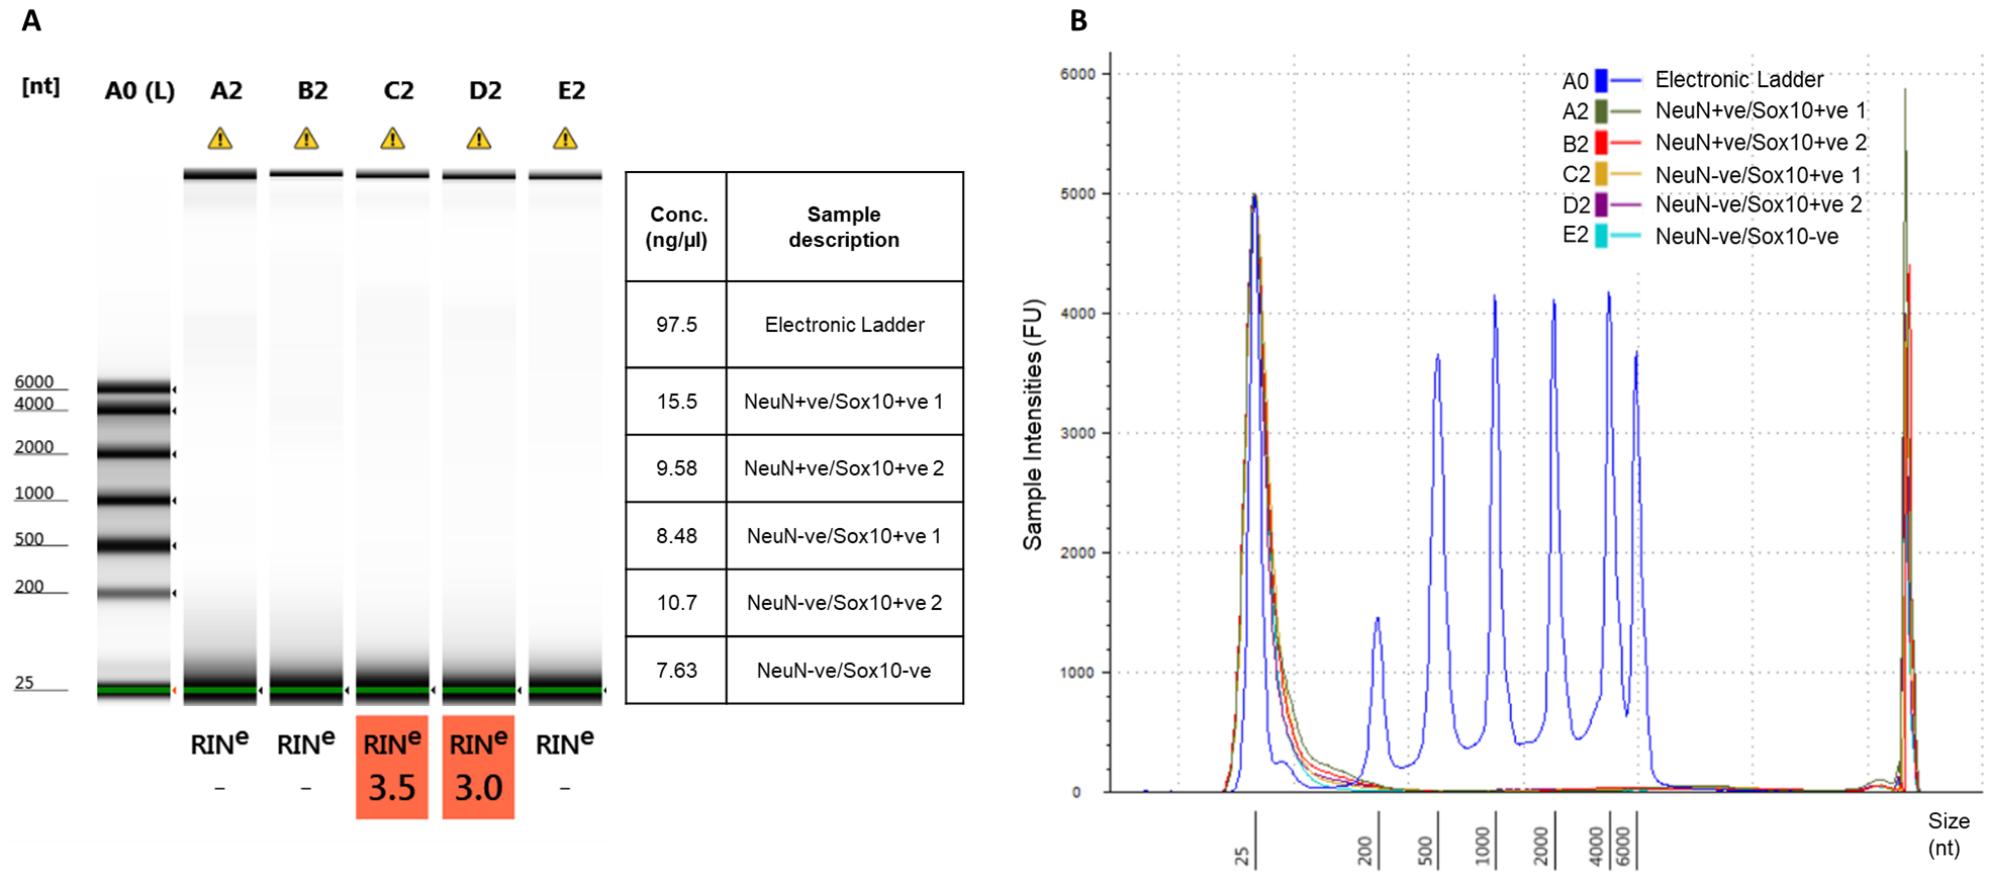 A
[nt] A0 (L) A2 B2 C2 D2 E2
6000
4000
2000
1000
500
200
25
RINe RINe RINe RINe RINe
– – 3.5 3.0 –
Conc. (ng/µl) Sample description
97.5 Electronic Ladder
15.5 NeuN+ve/Sox10+ve 1
9.58 NeuN+ve/Sox10+ve 2
8.48 NeuN-ve/Sox10+ve 1
10.7 NeuN-ve/Sox10+ve 2
7.63 NeuN-ve/Sox10-ve
B
Sample Intensities (FU)
6000
5000
4000
3000
2000
1000
0
A0 Electronic Ladder
A2 NeuN+ve/Sox10+ve 1
B2 NeuN+ve/Sox10+ve 2
C2 NeuN-ve/Sox10+ve 1
D2 NeuN-ve/Sox10+ve 2
E2 NeuN-ve/Sox10-ve
25 200 500 1000 2000 4000 6000
Size
(nt)